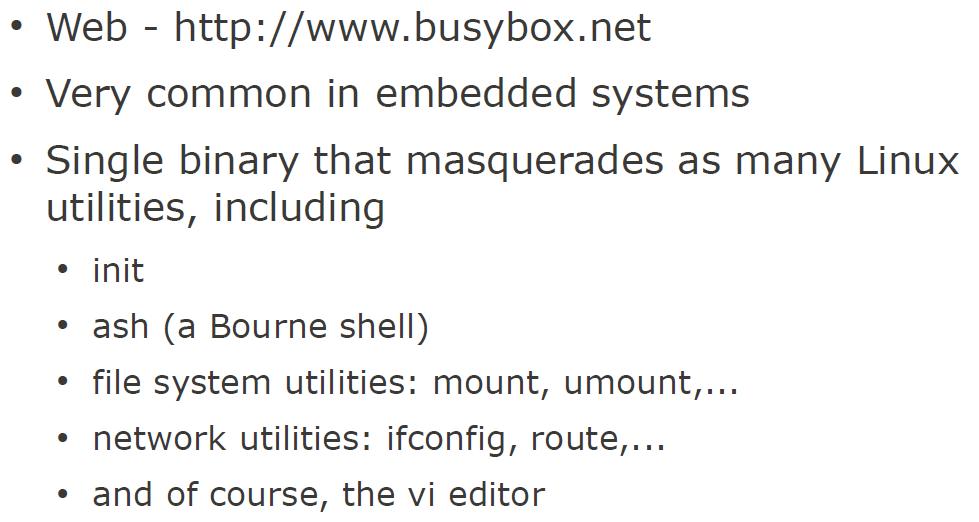 • Web - http://www.busybox.net
• Very common in embedded systems
• Single binary that masquerades as many Linux
utilities, including
• init
• ash (a Bourne shell)
• file system utilities: mount, umount,...
• network utilities: ifconfig, route,...
• and of course, the vi editor